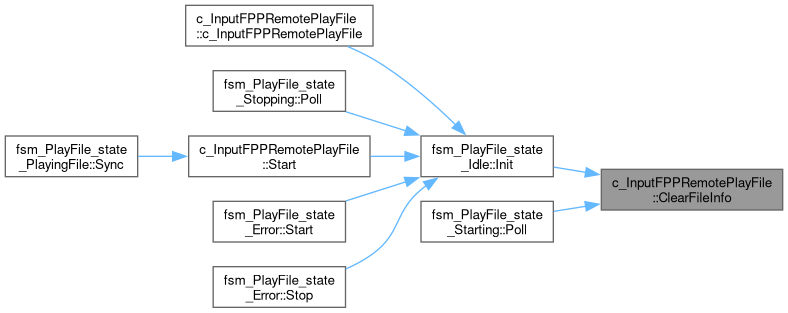 c_InputFPPRemotePlayFile
::c_InputFPPRemotePlayFile
fsm_PlayFile_state
_Stopping::Poll
fsm_PlayFile_state
_PlayingFile::Sync
c_InputFPPRemotePlayFile
::Start
fsm_PlayFile_state
_Idle::Init
c_InputFPPRemotePlayFile
::ClearFileInfo
fsm_PlayFile_state
_Error::Start
fsm_PlayFile_state
_Starting::Poll
fsm_PlayFile_state
_Error::Stop